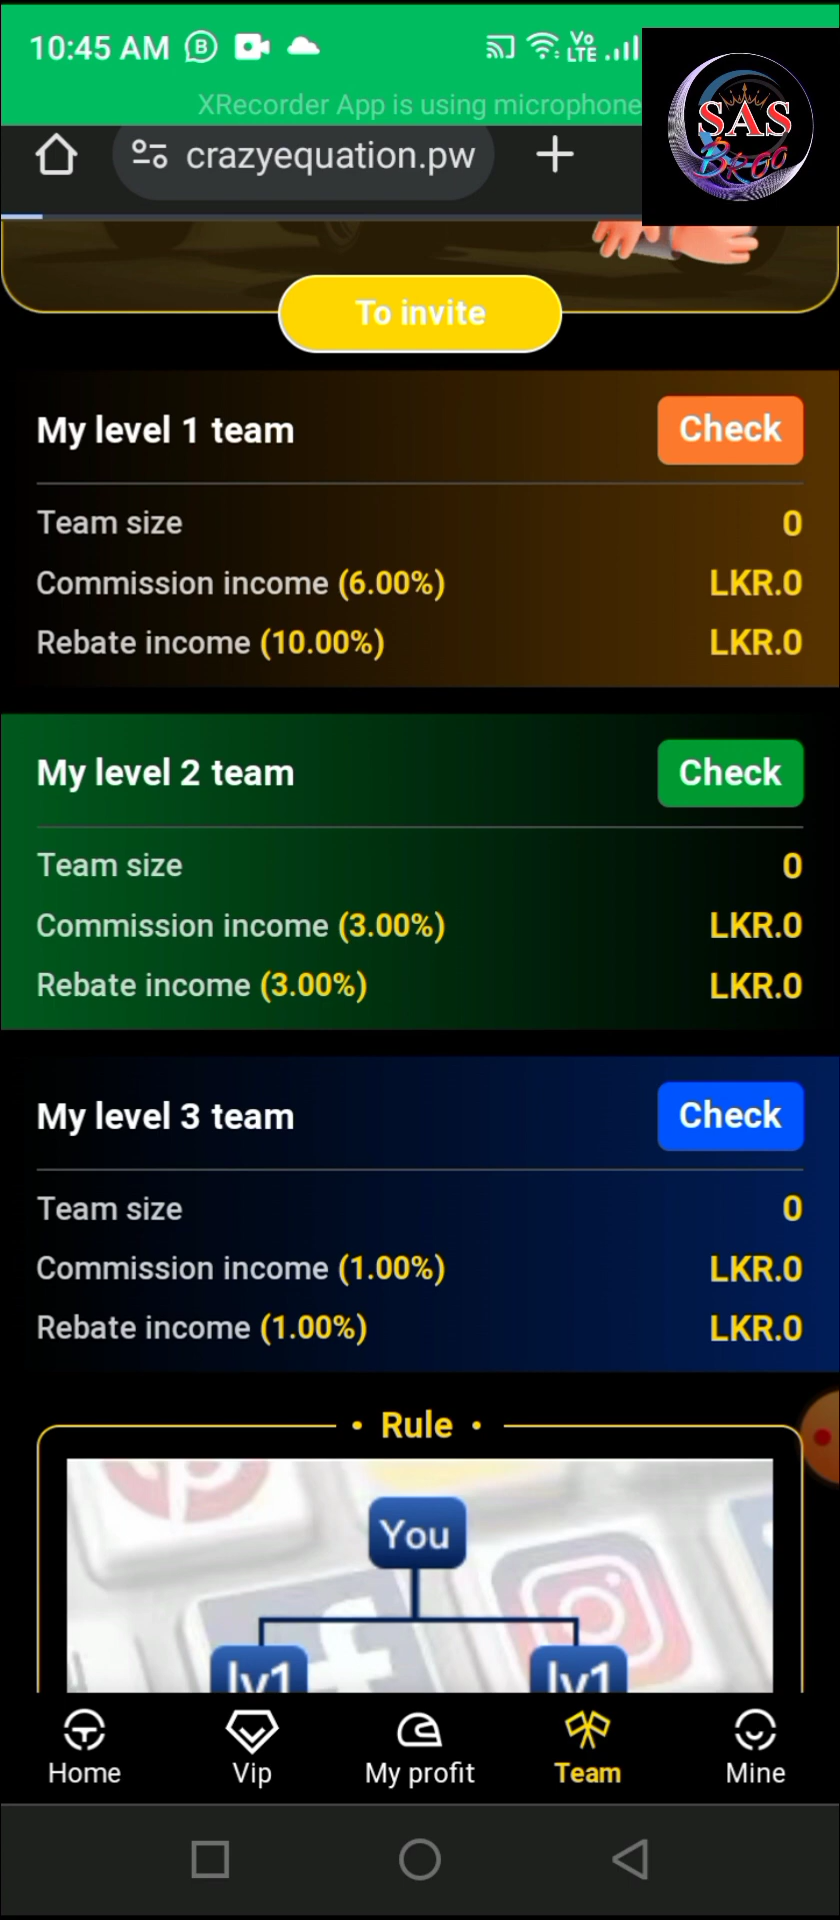 10:45 AM
Vo
LTE
XRecorder App is using microphone
SAS
Broo
crazyequation.pw
To invite
My level 1 team
Check
Team size
0
Commission income (6.00%)
LKR.0
Rebate income (10.00%)
LKR.0
My level 2 team
Check
Team size
0
Commission income (3.00%)
LKR.0
Rebate income (3.00%)
LKR.0
My level 3 team
Check
Team size
0
Commission income (1.00%)
LKR.0
Rebate income (1.00%)
LKR.0
• Rule •
You
lv1
lv1
Home
Vip
My profit
Team
Mine